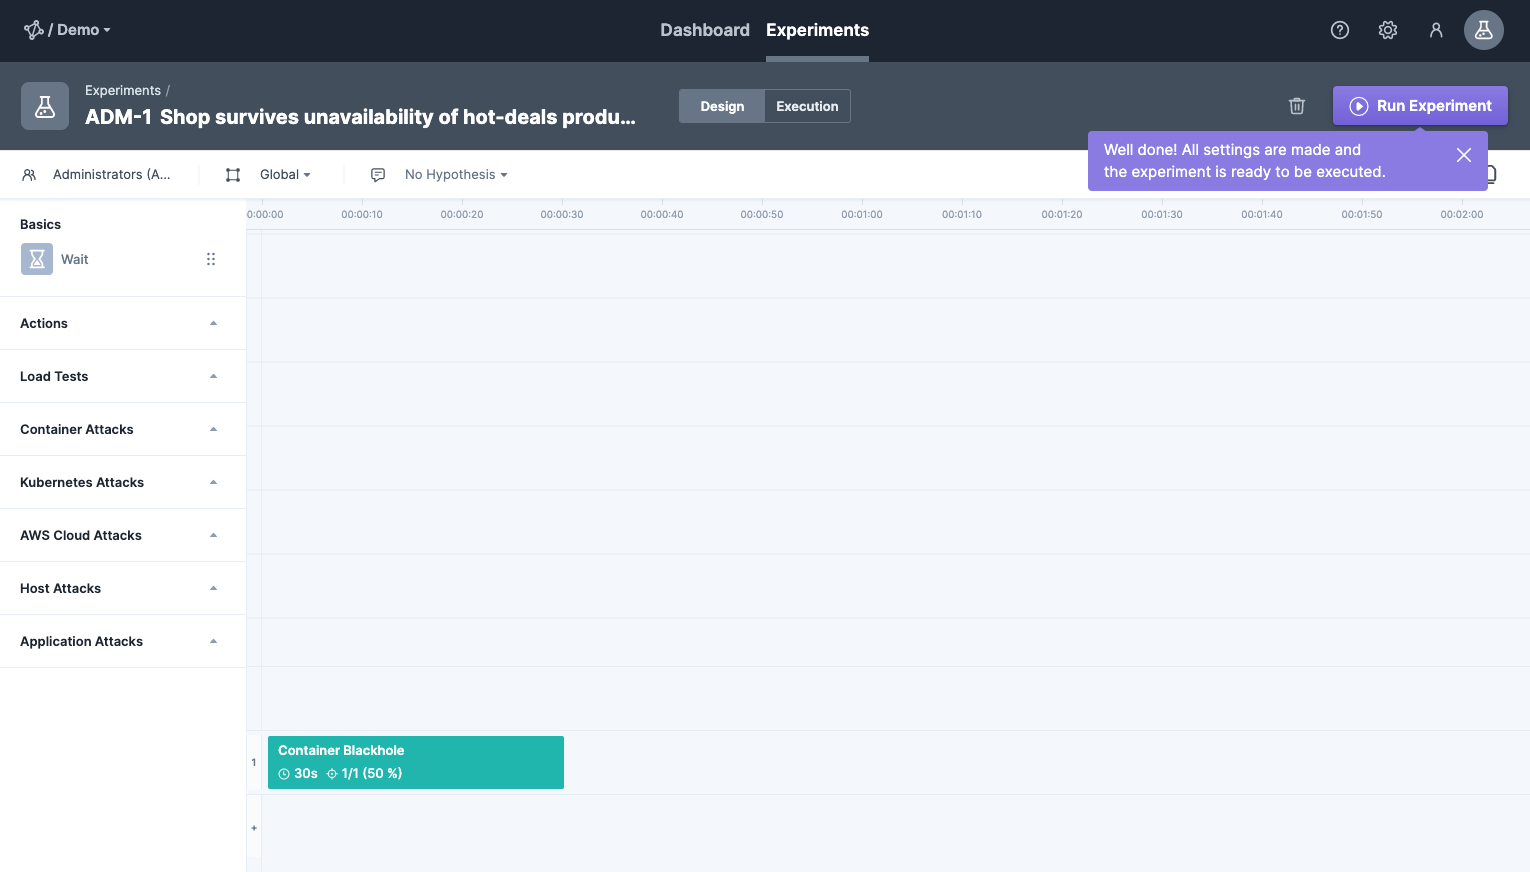 / Demo
Dashboard
Experiments
Experiments /
ADM-1 Shop survives unavailability of hot-deals produ...
Design
Execution
Run Experiment
Well done! All settings are made and
the experiment is ready to be executed.
Administrators (A...
Global
No Hypothesis
0:00:00
00:00:10
00:00:20
00:00:30
00:00:40
00:00:50
00:01:00
00:01:10
00:01:20
00:01:30
00:01:40
00:01:50
00:02:00
Basics
Wait
Actions
Load Tests
Container Attacks
Kubernetes Attacks
AWS Cloud Attacks
Host Attacks
Application Attacks
1
Container Blackhole
30s 1/1 (50 %)
+